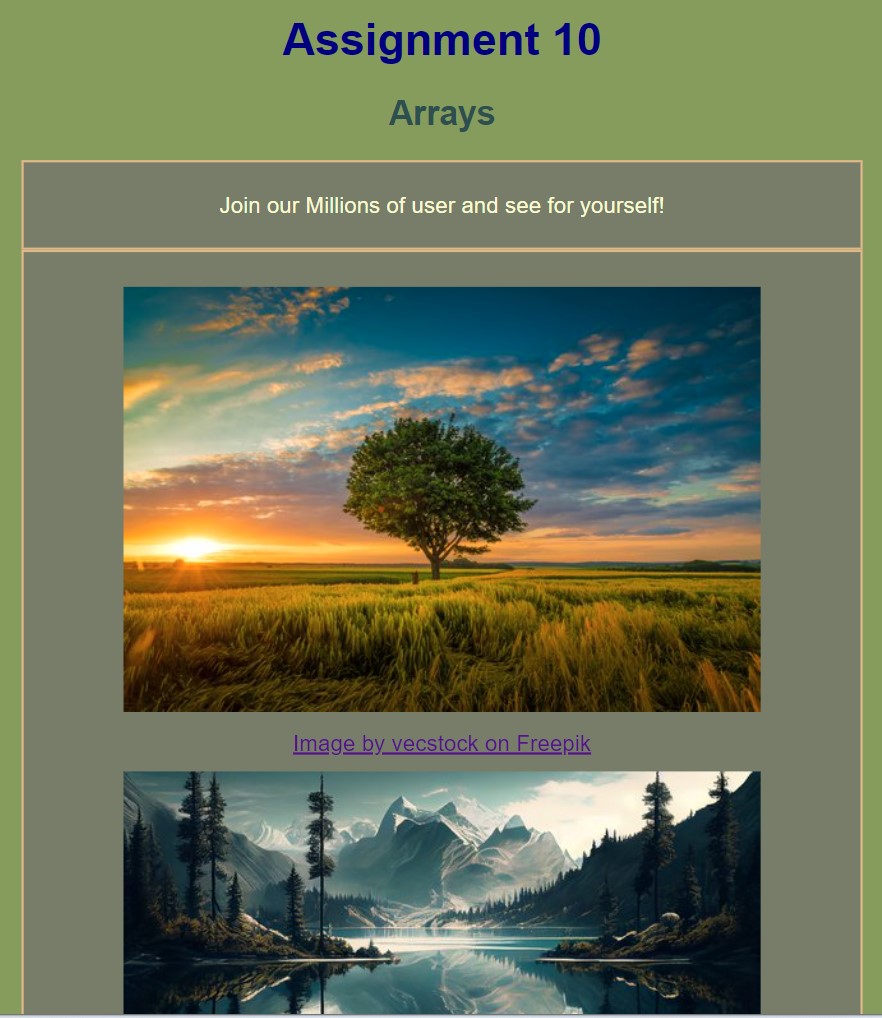 Assignment 10
Arrays
Join our Millions of user and see for yourself!
Image by vecstock on Freepik